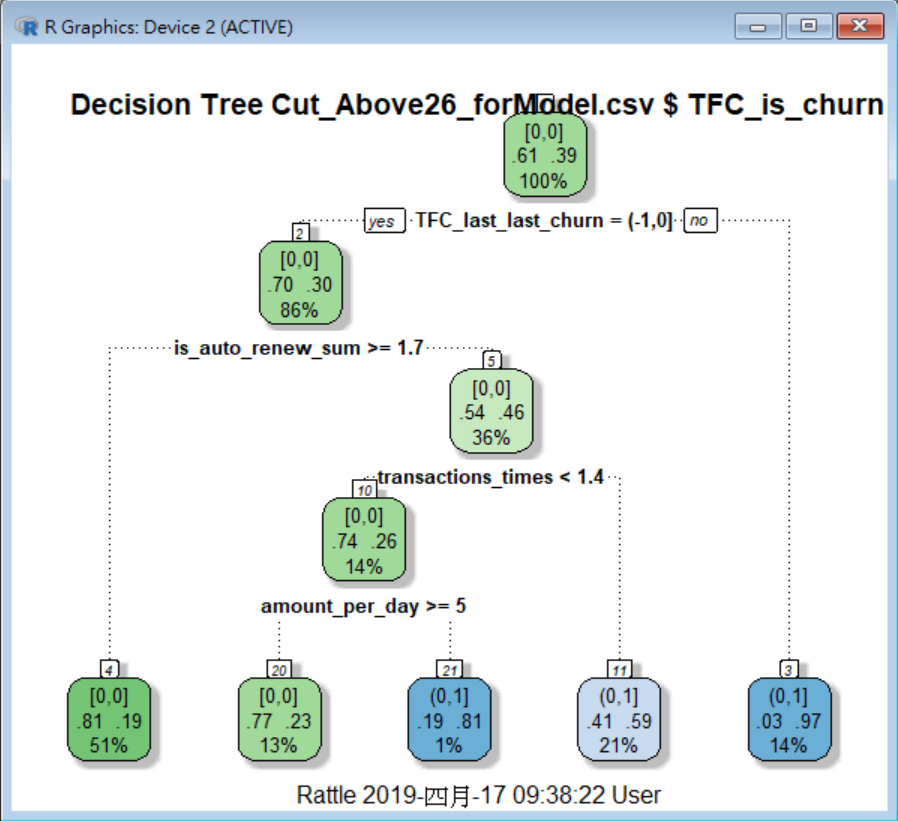 R Graphics: Device 2 (ACTIVE)
Decision Tree Cut_Above26_forModel.csv $ TFC_is_churn
[0,0]
.61 .39
100%
yes TFC_last_last_churn = (-1,0] no
2
[0,0]
.70 .30
86%
is_auto_renew_sum >= 1.7
5
[0,0]
.54 .46
36%
transactions_times < 1.4
10
[0,0]
.74 .26
14%
amount_per_day >= 5
4 20 21 11 3
[0,0] [0,0] (0,1] (0,1] (0,1]
.81 .19 .77 .23 .19 .81 .41 .59 .03 .97
51% 13% 1% 21% 14%
Rattle 2019-四月-17 09:38:22 User